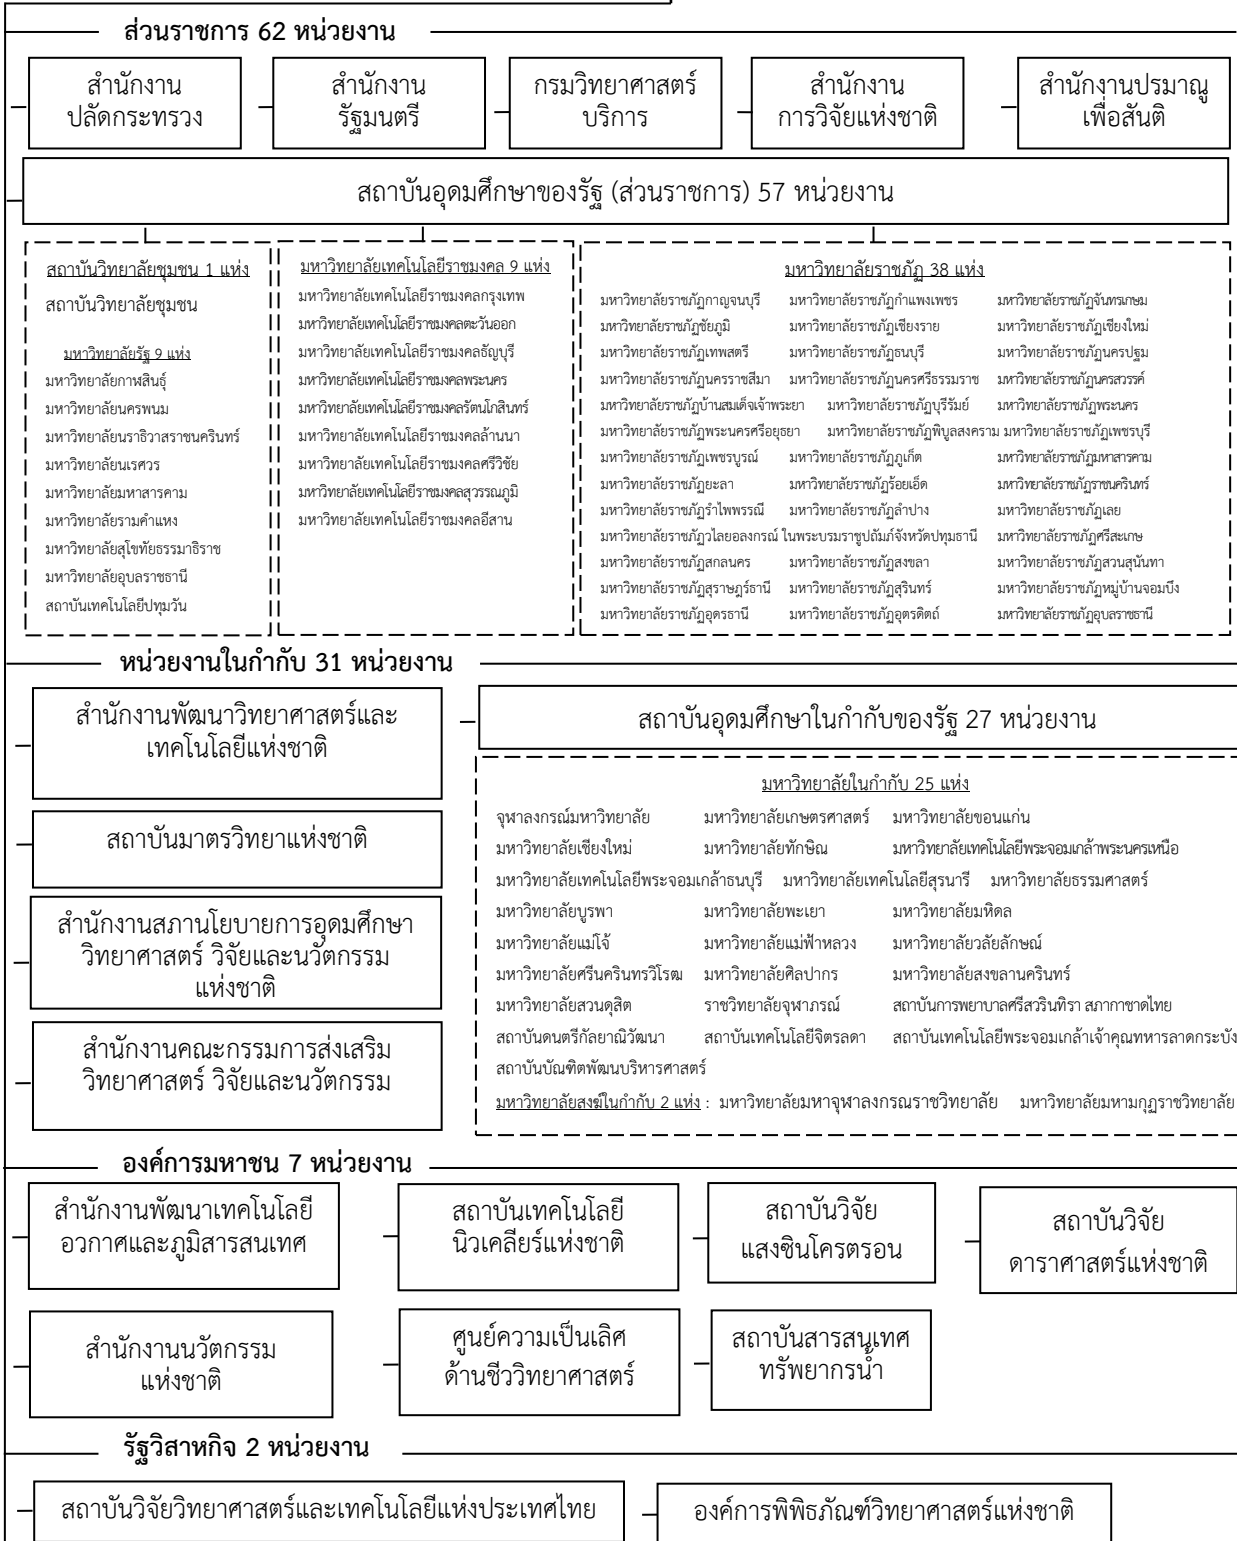 ส่วนราชการ 62 หน่วยงาน
สำนักงาน
ปลัดกระทรวง
สำนักงาน
รัฐมนตรี
กรมวิทยาศาสตร์
บริการ
สำนักงาน
การวิจัยแห่งชาติ
สำนักงานปรมาณู
เพื่อสันติ
สถาบันอุดมศึกษาของรัฐ (ส่วนราชการ) 57 หน่วยงาน
สถาบันวิทยาลัยชุมชน 1 แห่ง
สถาบันวิทยาลัยชุมชน
มหาวิทยาลัยรัฐ 9 แห่ง
มหาวิทยาลัยกาฬสินธุ์
มหาวิทยาลัยนครพนม
มหาวิทยาลัยนราธิวาสราชนครินทร์
มหาวิทยาลัยนเรศวร
มหาวิทยาลัยมหาสารคาม
มหาวิทยาลัยรามคำแหง
มหาวิทยาลัยสุโขทัยธรรมาธิราช
มหาวิทยาลัยอุบลราชธานี
สถาบันเทคโนโลยีปทุมวัน
มหาวิทยาลัยเทคโนโลยีราชมงคล 9 แห่ง
มหาวิทยาลัยเทคโนโลยีราชมงคลกรุงเทพ
มหาวิทยาลัยเทคโนโลยีราชมงคลตะวันออก
มหาวิทยาลัยเทคโนโลยีราชมงคลธัญบุรี
มหาวิทยาลัยเทคโนโลยีราชมงคลพระนคร
มหาวิทยาลัยเทคโนโลยีราชมงคลรัตนโกสินทร์
มหาวิทยาลัยเทคโนโลยีราชมงคลล้านนา
มหาวิทยาลัยเทคโนโลยีราชมงคลศรีวิชัย
มหาวิทยาลัยเทคโนโลยีราชมงคลสุวรรณภูมิ
มหาวิทยาลัยเทคโนโลยีราชมงคลอีสาน
มหาวิทยาลัยราชภัฏ 38 แห่ง
มหาวิทยาลัยราชภัฏกาญจนบุรี มหาวิทยาลัยราชภัฏกำแพงเพชร มหาวิทยาลัยราชภัฏจันทรเกษม
มหาวิทยาลัยราชภัฏชัยภูมิ มหาวิทยาลัยราชภัฏเชียงราย มหาวิทยาลัยราชภัฏเชียงใหม่
มหาวิทยาลัยราชภัฏเทพสตรี มหาวิทยาลัยราชภัฏธนบุรี มหาวิทยาลัยราชภัฏนครปฐม
มหาวิทยาลัยราชภัฏนครราชสีมา มหาวิทยาลัยราชภัฏนครศรีธรรมราช มหาวิทยาลัยราชภัฏนครสวรรค์
มหาวิทยาลัยราชภัฏบ้านสมเด็จเจ้าพระยา มหาวิทยาลัยราชภัฏบุรีรัมย์ มหาวิทยาลัยราชภัฏพระนคร
มหาวิทยาลัยราชภัฏพระนครศรีอยุธยา มหาวิทยาลัยราชภัฏพิบูลสงคราม มหาวิทยาลัยราชภัฏเพชรบุรี
มหาวิทยาลัยราชภัฏเพชรบูรณ์ มหาวิทยาลัยราชภัฏภูเก็ต มหาวิทยาลัยราชภัฏมหาสารคาม
มหาวิทยาลัยราชภัฏยะลา มหาวิทยาลัยราชภัฏร้อยเอ็ด มหาวิทยาลัยราชภัฏราชนครินทร์
มหาวิทยาลัยราชภัฏรำไพพรรณี มหาวิทยาลัยราชภัฏลำปาง มหาวิทยาลัยราชภัฏเลย
มหาวิทยาลัยราชภัฏวไลยอลงกรณ์ ในพระบรมราชูปถัมภ์จังหวัดปทุมธานี มหาวิทยาลัยราชภัฏศรีสะเกษ
มหาวิทยาลัยราชภัฏสกลนคร มหาวิทยาลัยราชภัฏสงขลา มหาวิทยาลัยราชภัฏสวนสุนันทา
มหาวิทยาลัยราชภัฏสุราษฎร์ธานี มหาวิทยาลัยราชภัฏสุรินทร์ มหาวิทยาลัยราชภัฏหมู่บ้านจอมบึง
มหาวิทยาลัยราชภัฏอุดรธานี มหาวิทยาลัยราชภัฏอุตรดิตถ์ มหาวิทยาลัยราชภัฏอุบลราชธานี
หน่วยงานในกำกับ 31 หน่วยงาน
สำนักงานพัฒนาวิทยาศาสตร์และ
เทคโนโลยีแห่งชาติ
สถาบันมาตรวิทยาแห่งชาติ
สำนักงานสภานโยบายการอุดมศึกษา
วิทยาศาสตร์ วิจัยและนวัตกรรม
แห่งชาติ
สำนักงานคณะกรรมการส่งเสริม
วิทยาศาสตร์ วิจัยและนวัตกรรม
สถาบันอุดมศึกษาในกำกับของรัฐ 27 หน่วยงาน
มหาวิทยาลัยในกำกับ 25 แห่ง
จุฬาลงกรณ์มหาวิทยาลัย มหาวิทยาลัยเกษตรศาสตร์ มหาวิทยาลัยขอนแก่น
มหาวิทยาลัยเชียงใหม่ มหาวิทยาลัยทักษิณ มหาวิทยาลัยเทคโนโลยีพระจอมเกล้าพระนครเหนือ
มหาวิทยาลัยเทคโนโลยีพระจอมเกล้าธนบุรี มหาวิทยาลัยเทคโนโลยีสุรนารี มหาวิทยาลัยธรรมศาสตร์
มหาวิทยาลัยบูรพา มหาวิทยาลัยพะเยา มหาวิทยาลัยมหิดล
มหาวิทยาลัยแม่โจ้ มหาวิทยาลัยแม่ฟ้าหลวง มหาวิทยาลัยวลัยลักษณ์
มหาวิทยาลัยศรีนครินทรวิโรฒ มหาวิทยาลัยศิลปากร มหาวิทยาลัยสงขลานครินทร์
มหาวิทยาลัยสวนดุสิต ราชวิทยาลัยจุฬาภรณ์ สถาบันการพยาบาลศรีสวรินทิรา สภากาชาดไทย
สถาบันดนตรีกัลยาณิวัฒนา สถาบันเทคโนโลยีจิตรลดา สถาบันเทคโนโลยีพระจอมเกล้าเจ้าคุณทหารลาดกระบัง
สถาบันบัณฑิตพัฒนบริหารศาสตร์
มหาวิทยาลัยสงฆ์ในกำกับ 2 แห่ง : มหาวิทยาลัยมหาจุฬาลงกรณราชวิทยาลัย มหาวิทยาลัยมหามกุฏราชวิทยาลัย
องค์การมหาชน 7 หน่วยงาน
สำนักงานพัฒนาเทคโนโลยี
อวกาศและภูมิสารสนเทศ
สถาบันเทคโนโลยี
นิวเคลียร์แห่งชาติ
สถาบันวิจัย
แสงซินโครตรอน
สถาบันวิจัย
ดาราศาสตร์แห่งชาติ
สำนักงานนวัตกรรม
แห่งชาติ
ศูนย์ความเป็นเลิศ
ด้านชีววิทยาศาสตร์
สถาบันสารสนเทศ
ทรัพยากรน้ำ
รัฐวิสาหกิจ 2 หน่วยงาน
สถาบันวิจัยวิทยาศาสตร์และเทคโนโลยีแห่งประเทศไทย
องค์การพิพิธภัณฑ์วิทยาศาสตร์แห่งชาติ